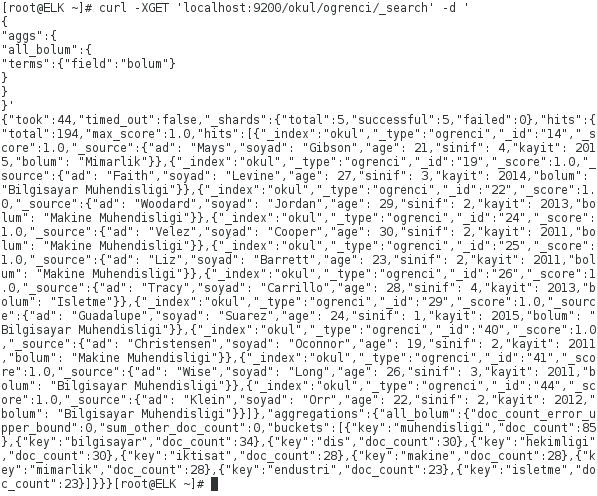 [root@ELK ~]# curl -XGET 'localhost:9200/okul/ogrenci/_search' -d '
{
"aggs":{
"all_bolum":{
"terms":{"field":"bolum"}
}
}
}'
{"took":44,"timed_out":false,"_shards":{"total":5,"successful":5,"failed":0},"hits":{
"total":194,"max_score":1.0,"hits":[{"_index":"okul","_type":"ogrenci","_id":"14","_s
core":1.0,"_source":{"ad": "Mays","soyad": "Gibson","age": 21,"sinif": 4,"kayit": 201
5,"bolum": "Mimarlik"}},{"_index":"okul","_type":"ogrenci","_id":"19","_score":1.0,"_
source":{"ad": "Faith","soyad": "Levine","age": 27,"sinif": 3,"kayit": 2014,"bolum": 
"Bilgisayar Muhendisligi"}},{"_index":"okul","_type":"ogrenci","_id":"22","_score":1.
0,"_source":{"ad": "Woodard","soyad": "Jordan","age": 29,"sinif": 2,"kayit": 2013,"bo
lum": "Makine Muhendisligi"}},{"_index":"okul","_type":"ogrenci","_id":"24","_score":
1.0,"_source":{"ad": "Velez","soyad": "Cooper","age": 30,"sinif": 2,"kayit": 2011,"bo
lum": "Makine Muhendisligi"}},{"_index":"okul","_type":"ogrenci","_id":"25","_score":
1.0,"_source":{"ad": "Liz","soyad": "Barrett","age": 23,"sinif": 2,"kayit": 2011,"bol
um": "Makine Muhendisligi"}},{"_index":"okul","_type":"ogrenci","_id":"26","_score":1
.0,"_source":{"ad": "Tracy","soyad": "Carrillo","age": 28,"sinif": 4,"kayit": 2013,"b
olum": "Isletme"}},{"_index":"okul","_type":"ogrenci","_id":"29","_score":1.0,"_sourc
e":{"ad": "Guadalupe","soyad": "Suarez","age": 24,"sinif": 1,"kayit": 2015,"bolum": "
Bilgisayar Muhendisligi"}},{"_index":"okul","_type":"ogrenci","_id":"40","_score":1.0
,"_source":{"ad": "Christensen","soyad": "Oconnor","age": 19,"sinif": 2,"kayit": 2011
,"bolum": "Makine Muhendisligi"}},{"_index":"okul","_type":"ogrenci","_id":"41","_sco
re":1.0,"_source":{"ad": "Wise","soyad": "Long","age": 26,"sinif": 3,"kayit": 2011,"b
olum": "Bilgisayar Muhendisligi"}},{"_index":"okul","_type":"ogrenci","_id":"44","_sc
ore":1.0,"_source":{"ad": "Klein","soyad": "Orr","age": 22,"sinif": 2,"kayit": 2012,"
bolum": "Bilgisayar Muhendisligi"}}]},"aggregations":{"all_bolum":{"doc_count_error_u
pper_bound":0,"sum_other_doc_count":0,"buckets":[{"key":"muhendisligi","doc_count":85
},{"key":"bilgisayar","doc_count":34},{"key":"dis","doc_count":30},{"key":"hekimligi"
,"doc_count":30},{"key":"iktisat","doc_count":28},{"key":"makine","doc_count":28},{"k
ey":"mimarlik","doc_count":28},{"key":"endustri","doc_count":23},{"key":"isletme","do
c_count":23}]}}}[root@ELK ~]#